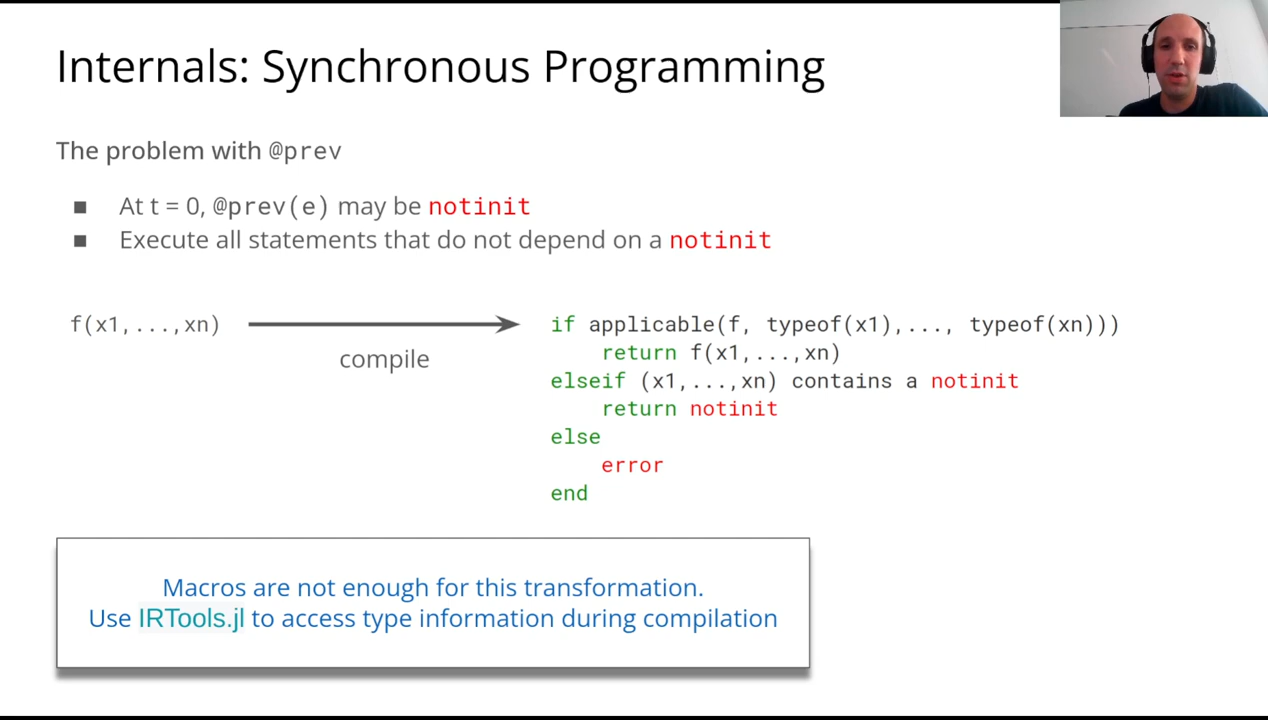 Internals: Synchronous Programming
The problem with @prev
■ At t = 0, @prev(e) may be notinit
■ Execute all statements that do not depend on a notinit
f(x1,...,xn)
compile
if applicable(f, typeof(x1),..., typeof(xn)))
return f(x1,...,xn)
elseif (x1,...,xn) contains a notinit
return notinit
else
error
end
Macros are not enough for this transformation.
Use IRTools.jl to access type information during compilation